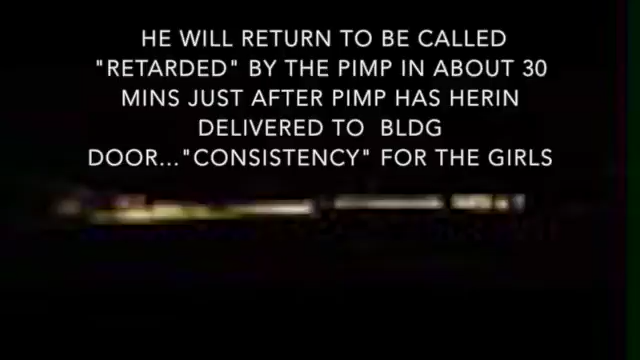 HE WILL RETURN TO BE CALLED
"RETARDED" BY THE PIMP IN ABOUT 30
MINS JUST AFTER PIMP HAS HERIN
DELIVERED TO BLDG
DOOR..."CONSISTENCY" FOR THE GIRLS